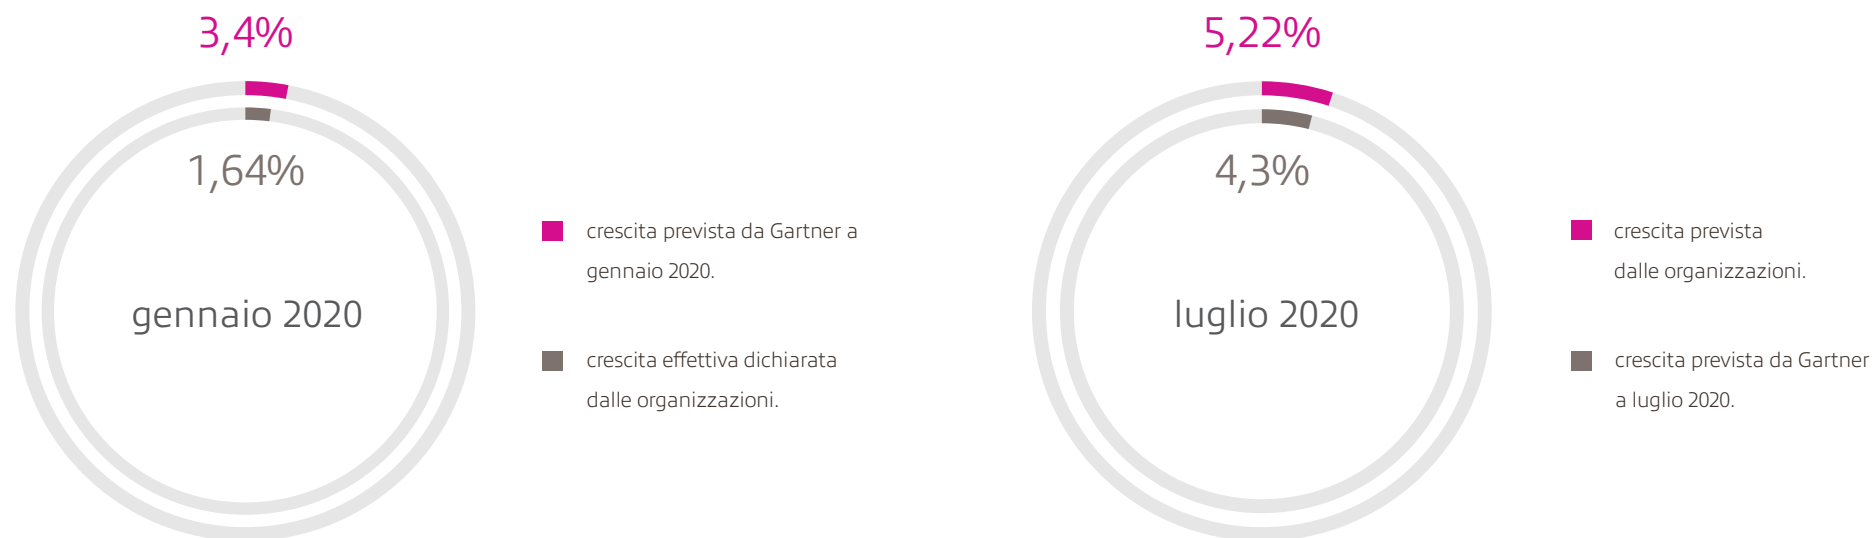 3,4%
1,64%
gennaio 2020
crescita prevista da Gartner a
gennaio 2020.
crescita effettiva dichiarata
dalle organizzazioni.
5,22%
4,3%
luglio 2020
crescita prevista
dalle organizzazioni.
crescita prevista da Gartner
a luglio 2020.